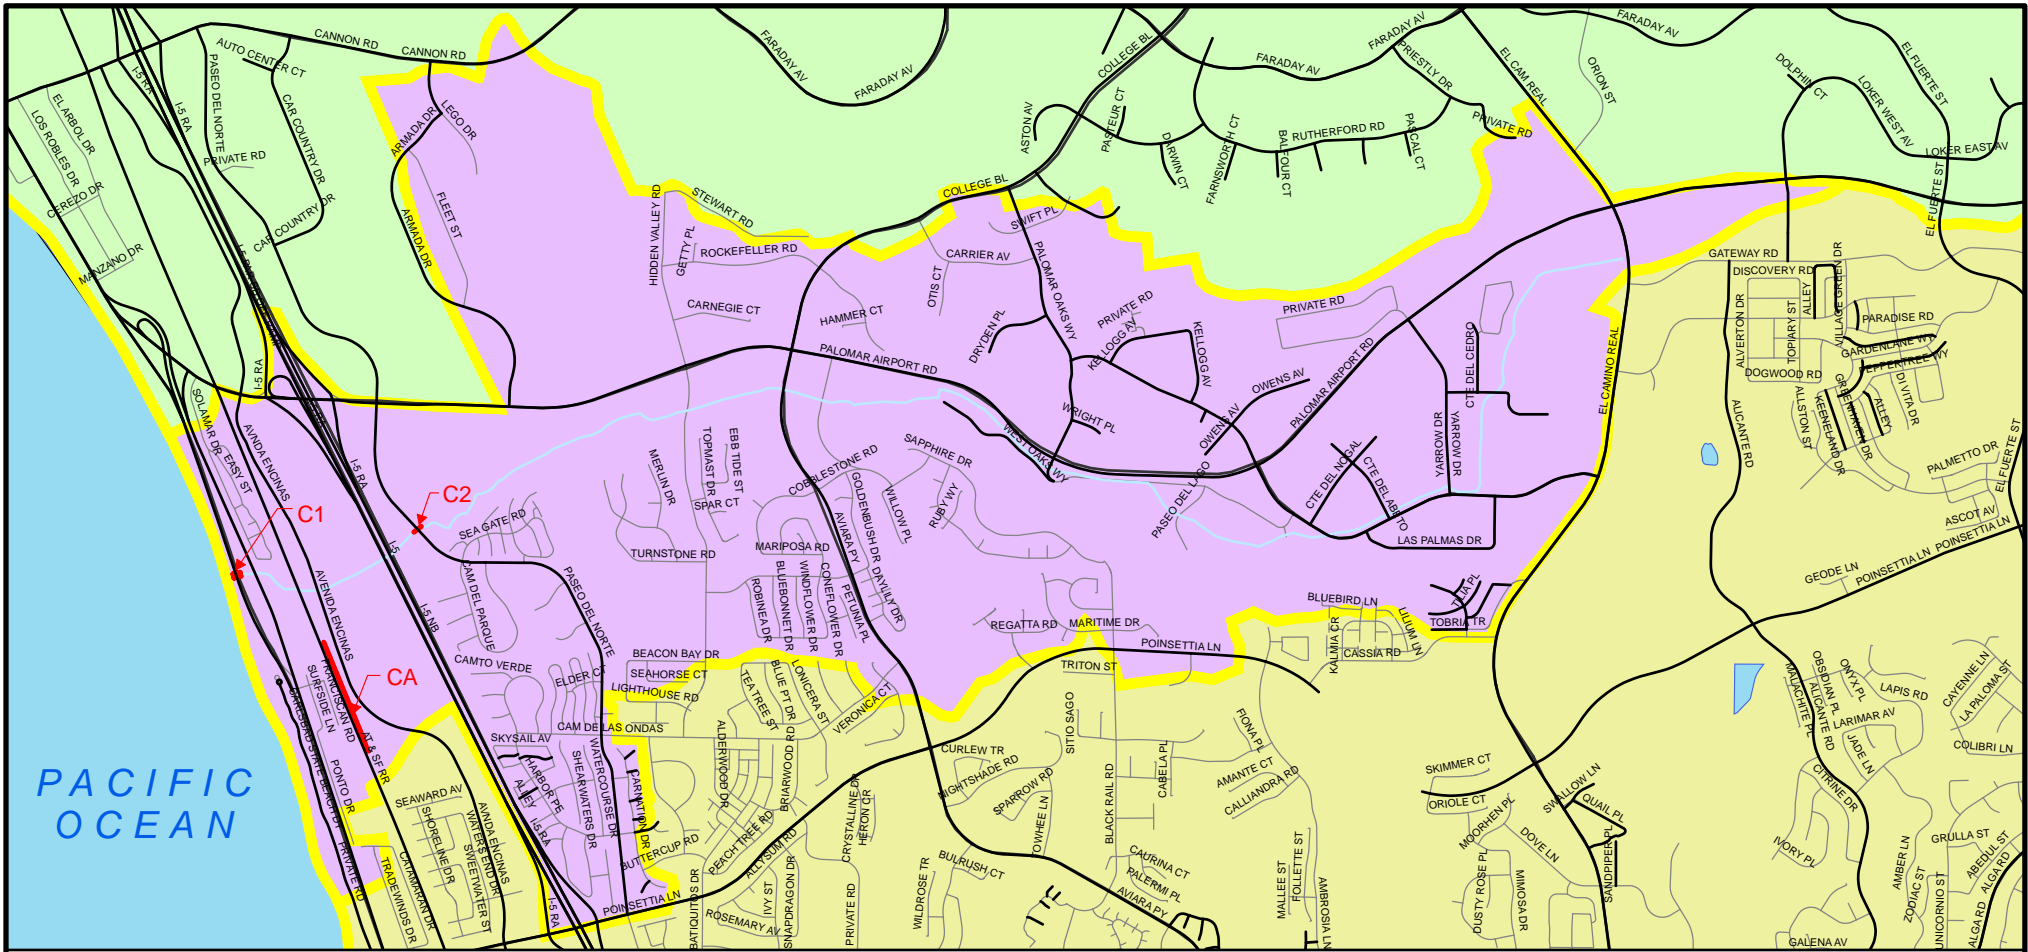 CANNON RD
CANNON RD
FARADAY AV
FARADAY AV
COLLEGE BL
FARADAY AV
FARADAY AV
PRIESTLY DR
EL CAM REAL
FARADAY AV
ORION ST
DOLPHIN CT
EL FUERTE ST
LOKER WEST AV
LOKER EAST AV
AUTO CENTER CT
I-5 RA
I-5 RA
PASEO DEL NORTE
CAR COUNTRY DR
PRIVATE RD
EL ARBOL DR
LOS ROBLES DR
CEREZO DR
MANZANO DR
CAR COUNTRY DR
ARMADA DR
LEGO DR
FLEET ST
ARMADA DR
ASTON AV
PASTEUR CT
DARWIN CT
FARNSWORTH CT
BALFOUR CT
RUTHERFORD RD
PASCAL CT
PRIVATE RD
COLLEGE BL
STEWART RD
HIDDEN VALLEY RD
GETTY PL
ROCKEFELLER RD
SWIFT PL
CARRIER AV
OTIS CT
PALOMAR OAKS WY
CARNEGIE CT
HAMMER CT
DRYDEN PL
PRIVATE RD
KELLOGG AV
KELLOGG AV
PRIVATE RD
PALOMAR AIRPORT RD
PALOMAR AIRPORT RD
OWENS AV
OWENS AV
WRIGHT PL
WEST OAKS WY
CTE DEL CEDRO
YARROW DR
YARROW DR
CTE DEL NOGAL
CTE DEL ABETO
LAS PALMAS DR
PASEO DEL LAGO
EL CAMINO REAL
EL FUERTE ST
GATEWAY RD
DISCOVERY RD
ALLEY
VILLAGE GREEN DR
ALVERTON DR
TOPIARY ST
PARADISE RD
GARDENLANE WY
PEPPERTREE WY
DOGWOOD RD
DI VITA DR
GREENHAVEN DR
ALLEY
KEENELAND DR
ALLSTON ST
ALICANTE RD
PALMETTO DR
EL FUERTE ST
ASCOT AV
POINSETTIA LN
POINSETTIA LN
GEODE LN
I-5 RA
SOLAMAR DR
EASY ST
AVNDA ENCINAS
I-5 RA
I-5
I-5 NB
C1
C2
CA
AVENIDA ENCINAS
SEA GATE RD
CAM DEL PARQUE
PASEO DEL NORTE
MERLIN DR
TOPMAST DR
EBB TIDE ST
SPAR CT
TURNSTONE RD
COBBLESTONE RD
SAPPHIRE DR
RUBY WY
WILLOW PL
GOLDENBUSH DR
DAYLILY DR
AVIARA PY
PETUNIA PL
MARIPOSA RD
ROBINEA DR
BLUEBONNET DR
WINDFLOWER DR
CONEFLOWER DR
BEACON BAY DR
SEAHORSE CT
LIGHTHOUSE RD
TEA TREE ST
BLUE PT DR
LONICERA ST
VERONICA CT
CAMTO VERDE
ELDER CT
CAM DE LAS ONDAS
SKYSAIL AV
HARBOR PE
ALLEY
SHEARWATERS DR
WATERCOURSE DR
CARNATION DR
BUTTERCUP RD
POINSETTIA LN
I-5 RA
I-5 RA
SURFSIDE LN
FRANCISCAN RD
AT & SF RR
CARLSBAD STATE BEACH DY
PONTO DR
PRIVATE RD
TRADEWINDS DR
CATAMARAN DR
SEAWARD AV
SHORELINE DR
SWEETWATER ST
WATERS END DR
AVNDA ENCINAS
ALDERWOOD DR
BRIARWOOD RD
PEACH TREE RD
ALLYSUM RD
CRYSTALLINE DR
HERON CR
IVY ST
SNAPDRAGON DR
ROSEMARY AV
BATIQUITOS DR
PRIVATE RD
WILDROSE TR
BULRUSH CT
CURLEW TR
NIGHTSHADE RD
SPARROW RD
TOWHEE LN
SITIO SAGO
BLACK RAIL RD
CABELA PL
REGATTA RD
MARITIME DR
TRITON ST
POINSETTIA LN
FIONA PL
AMANTE CT
CALLIANDRA RD
CAURINA CT
PALERMI PL
AVIARA PY
MALLEE ST
FOLLETTE ST
AMBROSIA LN
BLUEBIRD LN
KALMIA CR
CASSIA RD
LILIUM LN
TILIA PL
TOBRIA TR
SKIMMER CT
ORIOLE CT
MOORHEN PL
DOVE LN
SWALLOW LN
QUAIL PL
SANDPIPER PL
DUSTY ROSE PL
MIMOSA DR
MALACHITE PL
OBSIDIAN PL
ALICANTE RD
ONYX PL
LAPIS RD
LARIMAR AV
JADE LN
CITRINE DR
IVORY PL
CAYENNE LN
LA PALOMA ST
COLIBRI LN
GRULLA ST
ABEDUL ST
ALGA RD
ALGA RD
AMBER LN
ZODIAC ST
UNICORNIO ST
GALENA AV
PACIFIC
OCEAN